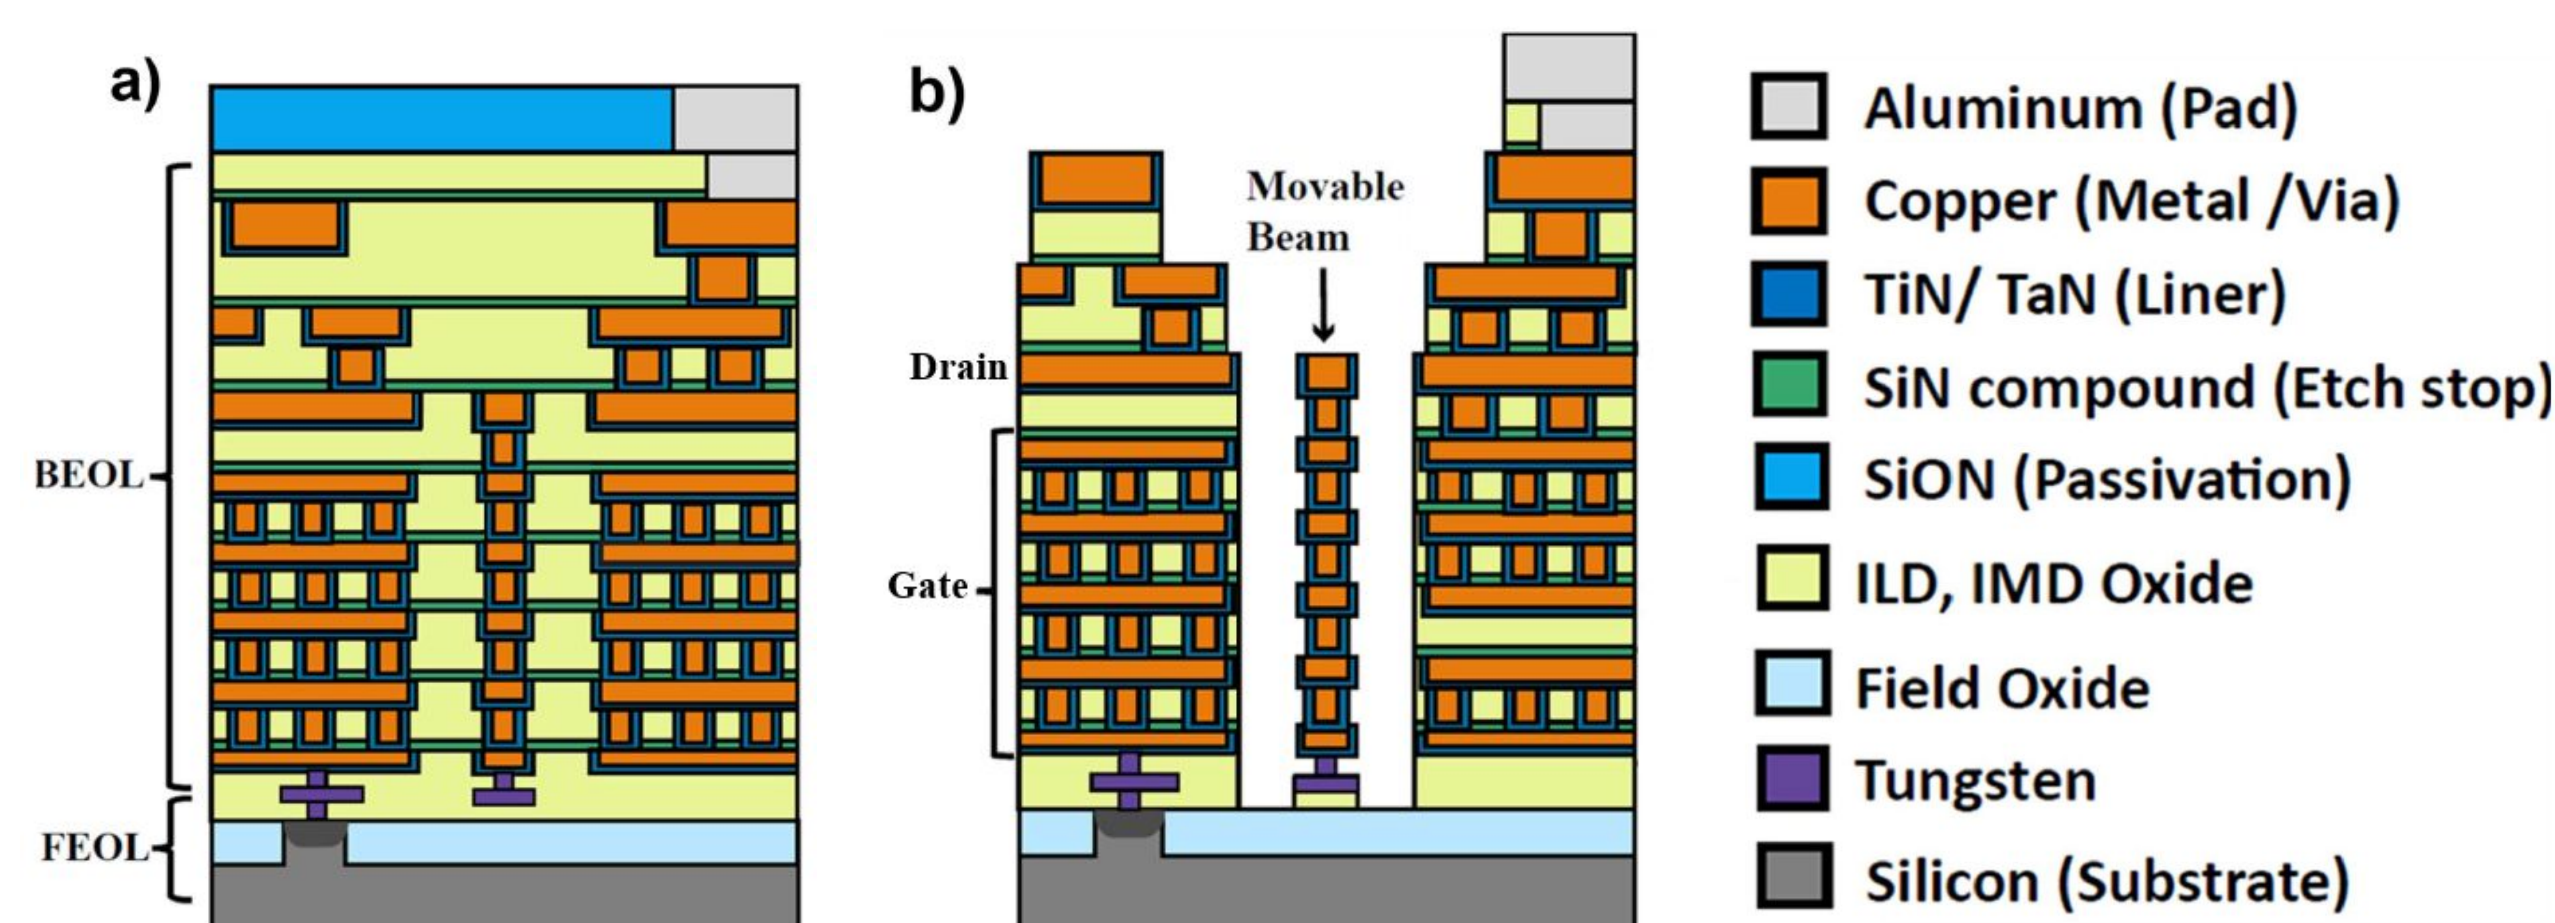 a)
BEOL
FEOL
b)
Movable
Beam
Drain
Gate
Aluminum (Pad)
Copper (Metal /Via)
TiN/ TaN (Liner)
SiN compound (Etch stop)
SiON (Passivation)
ILD, IMD Oxide
Field Oxide
Tungsten
Silicon (Substrate)